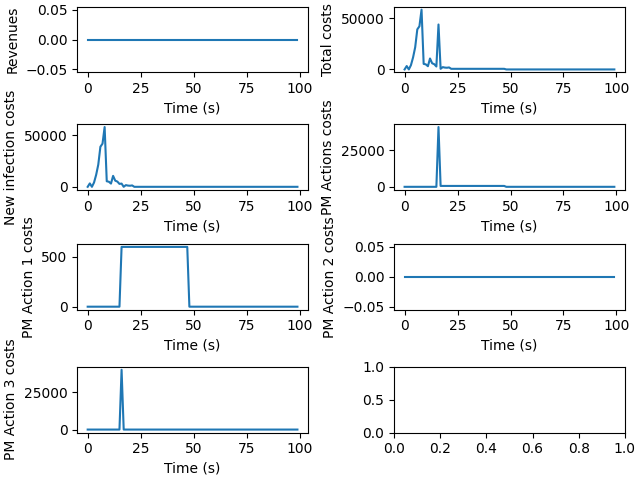 Revenues
0.05
0.00
−0.05
0 25 50 75 100
Time (s)
Total costs
50000
0
0 25 50 75 100
Time (s)
New infection costs
50000
0
0 25 50 75 100
Time (s)
PM Actions costs
25000
0
0 25 50 75 100
Time (s)
PM Action 1 costs
500
0
0 25 50 75 100
Time (s)
PM Action 2 costs
0.05
0.00
−0.05
0 25 50 75 100
Time (s)
PM Action 3 costs
25000
0
0 25 50 75 100
Time (s)
1.0
0.5
0.0
0.0 0.2 0.4 0.6 0.8 1.0